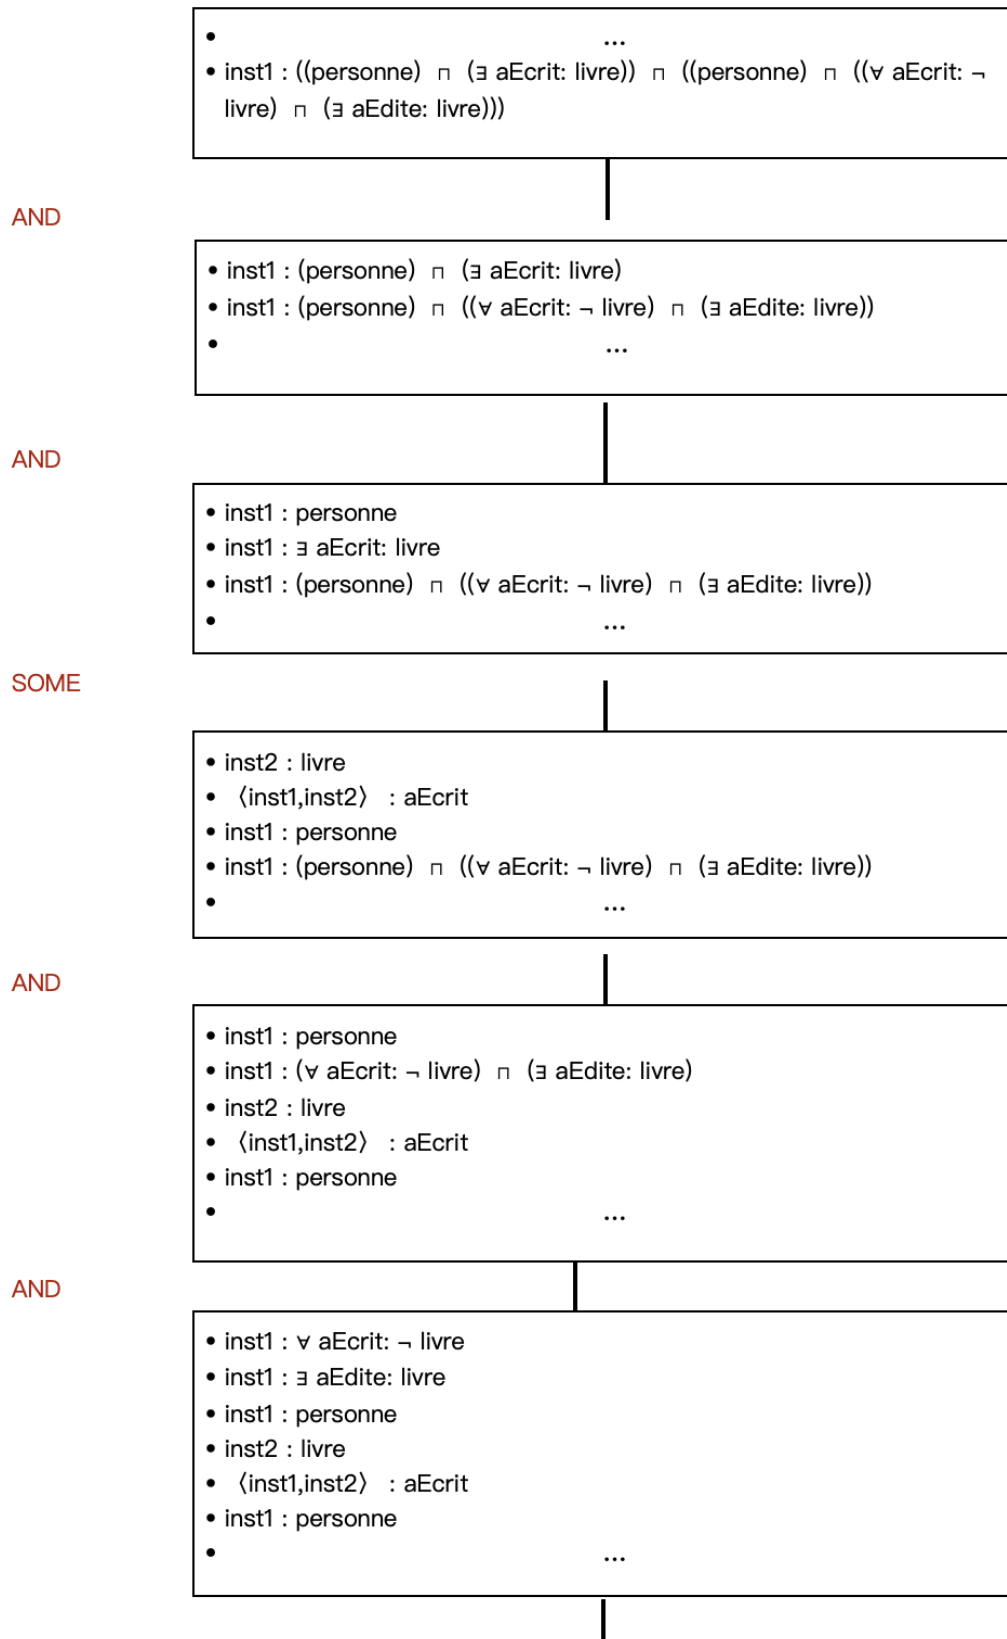 • ...
• inst1 : ((personne) ⊓ (∃ aEcrit: livre)) ⊓ ((personne) ⊓ ((∀ aEcrit: ¬
livre) ⊓ (∃ aEdite: livre)))
AND
• inst1 : (personne) ⊓ (∃ aEcrit: livre)
• inst1 : (personne) ⊓ ((∀ aEcrit: ¬ livre) ⊓ (∃ aEdite: livre))
• ...
AND
• inst1 : personne
• inst1 : ∃ aEcrit: livre
• inst1 : (personne) ⊓ ((∀ aEcrit: ¬ livre) ⊓ (∃ aEdite: livre))
• ...
SOME
• inst2 : livre
• 〈inst1,inst2〉 : aEcrit
• inst1 : personne
• inst1 : (personne) ⊓ ((∀ aEcrit: ¬ livre) ⊓ (∃ aEdite: livre))
• ...
AND
• inst1 : personne
• inst1 : (∀ aEcrit: ¬ livre) ⊓ (∃ aEdite: livre)
• inst2 : livre
• 〈inst1,inst2〉 : aEcrit
• inst1 : personne
• ...
AND
• inst1 : ∀ aEcrit: ¬ livre
• inst1 : ∃ aEdite: livre
• inst1 : personne
• inst2 : livre
• 〈inst1,inst2〉 : aEcrit
• inst1 : personne
• ...